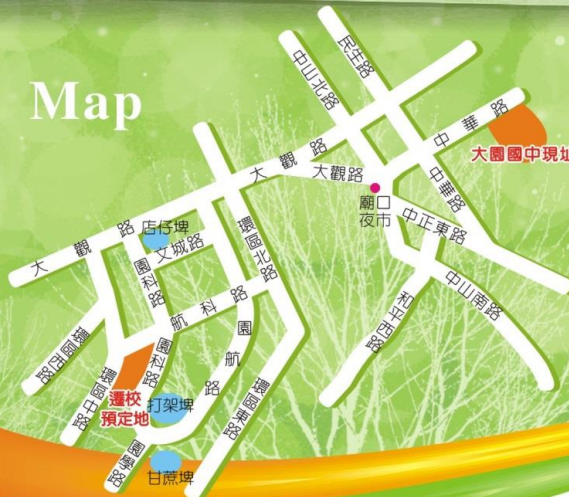 Map
民生路
中山北路
中華路
大園國中現址
大觀路
大觀路
中華路
廟口
夜市
中正東路
大觀路
店仔埤
文城路
環區北路
園科路
中山南路
和平西路
航科路
園航路
環區西路
園科路
環區中路
遷校
預定地
打架埤
環區東路
園學路
甘蔗埤